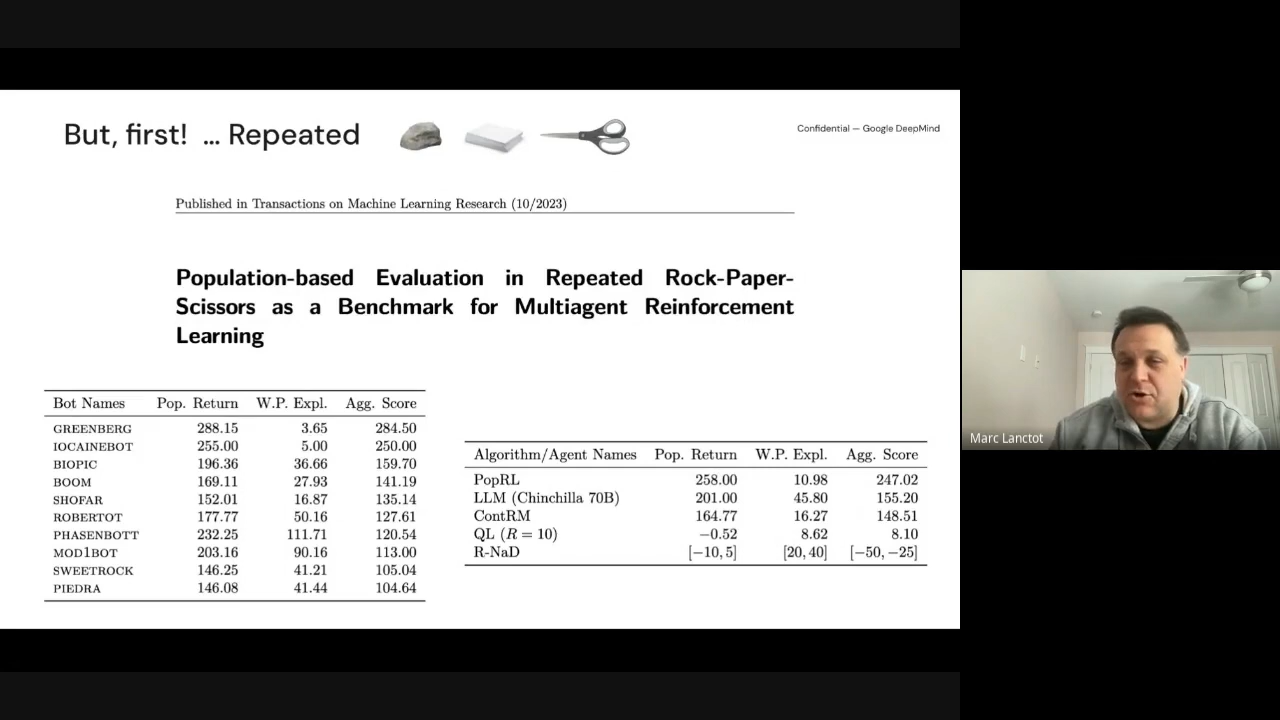 But, first! ... Repeated
Confidential — Google DeepMind
Published in Transactions on Machine Learning Research (10/2023)
Population-based Evaluation in Repeated Rock-Paper-
Scissors as a Benchmark for Multiagent Reinforcement
Learning
Bot Names Pop. Return W.P. Expl. Agg. Score
GREENBERG 288.15 3.65 284.50
IOCAINEBOT 255.00 5.00 250.00
BIOPIC 196.36 36.66 159.70
BOOM 169.11 27.93 141.19
SHOFAR 152.01 16.87 135.14
ROBERTOT 177.77 50.16 127.61
PHASENBOTT 232.25 111.71 120.54
MOD1BOT 203.16 90.16 113.00
SWEETROCK 146.25 41.21 105.04
PIEDRA 146.08 41.44 104.64
Algorithm/Agent Names Pop. Return W.P. Expl. Agg. Score
PopRL 258.00 10.98 247.02
LLM (Chinchilla 70B) 201.00 45.80 155.20
ContRM 164.77 16.27 148.51
QL (R = 10) −0.52 8.62 8.10
R-NaD [−10, 5] [20, 40] [−50, −25]
Marc Lanctot